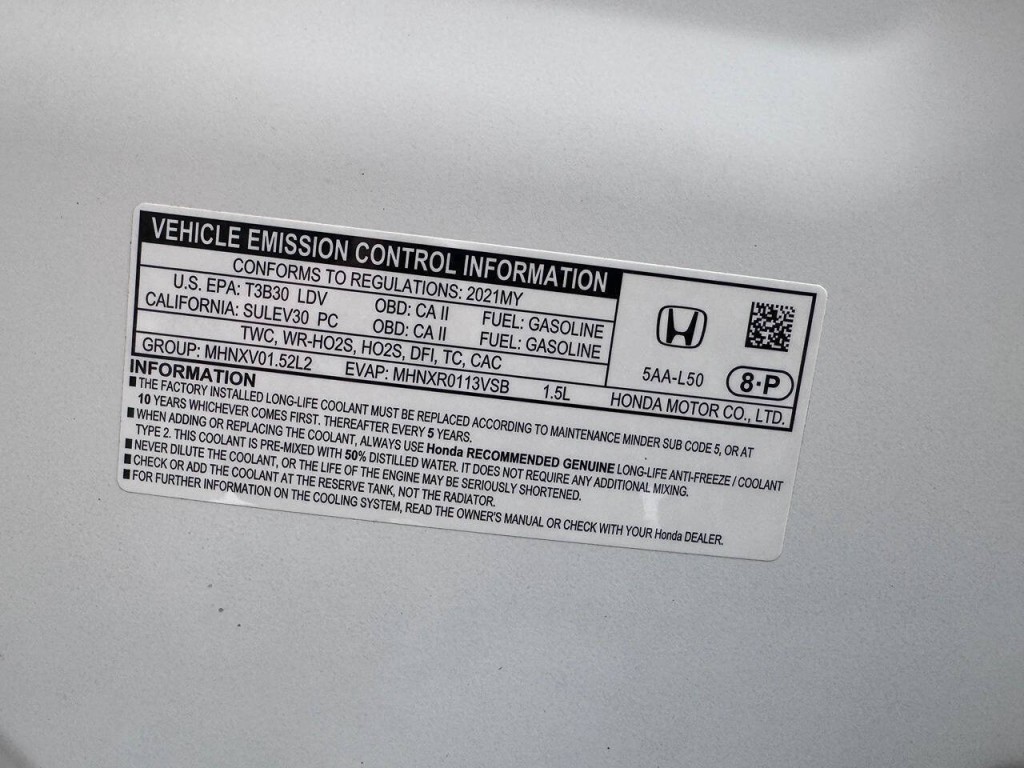 VEHICLE EMISSION CONTROL INFORMATION
CONFORMS TO REGULATIONS: 2021MY
U.S. EPA: T3B30 LDV OBD: CA II FUEL: GASOLINE
CALIFORNIA: SULEV30 PC OBD: CA II FUEL: GASOLINE
TWC, WR-HO2S, HO2S, DFI, TC, CAC
5AA-L50 8·P
GROUP: MHNXV01.52L2 EVAP: MHNXR0113VSB 1.5L HONDA MOTOR CO., LTD.
INFORMATION
■ THE FACTORY INSTALLED LONG-LIFE COOLANT MUST BE REPLACED ACCORDING TO MAINTENANCE MINDER SUB CODE 5, OR AT
10 YEARS WHICHEVER COMES FIRST. THEREAFTER EVERY 5 YEARS.
■ WHEN ADDING OR REPLACING THE COOLANT, ALWAYS USE Honda RECOMMENDED GENUINE LONG-LIFE ANTI-FREEZE / COOLANT
TYPE 2. THIS COOLANT IS PRE-MIXED WITH 50% DISTILLED WATER. IT DOES NOT REQUIRE ANY ADDITIONAL MIXING.
■ NEVER DILUTE THE COOLANT, OR THE LIFE OF THE ENGINE MAY BE SERIOUSLY SHORTENED.
■ CHECK OR ADD THE COOLANT AT THE RESERVE TANK, NOT THE RADIATOR.
■ FOR FURTHER INFORMATION ON THE COOLING SYSTEM, READ THE OWNER'S MANUAL OR CHECK WITH YOUR Honda DEALER.